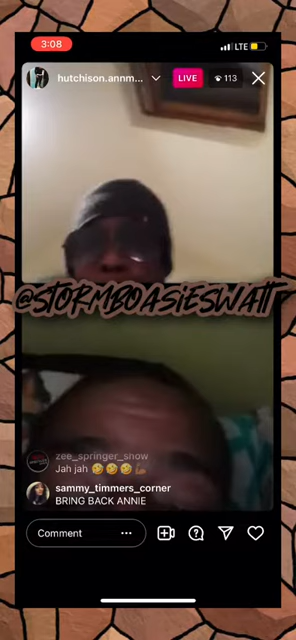 3:08
LTE
hutchison.annm...
LIVE
113
@STORMBOASIESWATT
zee_springer_show
Jah jah 🤣🤣🤣💪🏾
sammy_timmers_corner
BRING BACK ANNIE
Comment